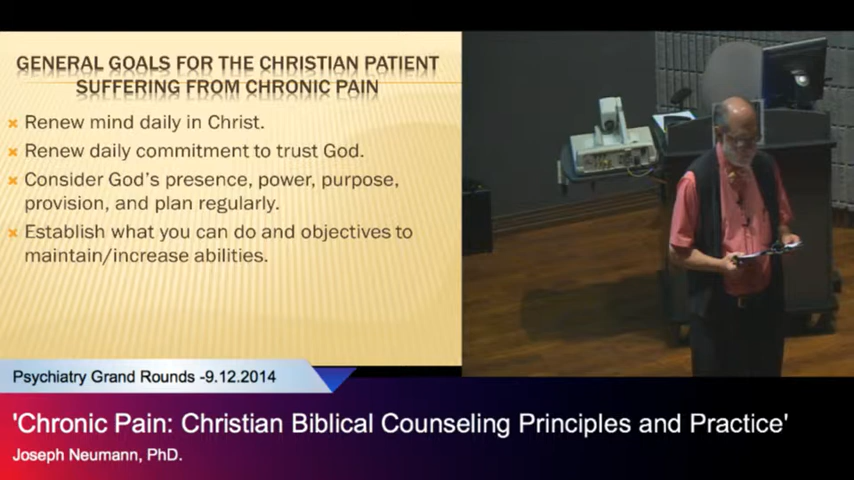 GENERAL GOALS FOR THE CHRISTIAN PATIENT
SUFFERING FROM CHRONIC PAIN
Renew mind daily in Christ.
Renew daily commitment to trust God.
Consider God's presence, power, purpose,
provision, and plan regularly.
Establish what you can do and objectives to
maintain/increase abilities.
Psychiatry Grand Rounds -9.12.2014
'Chronic Pain: Christian Biblical Counseling Principles and Practice'
Joseph Neumann, PhD.